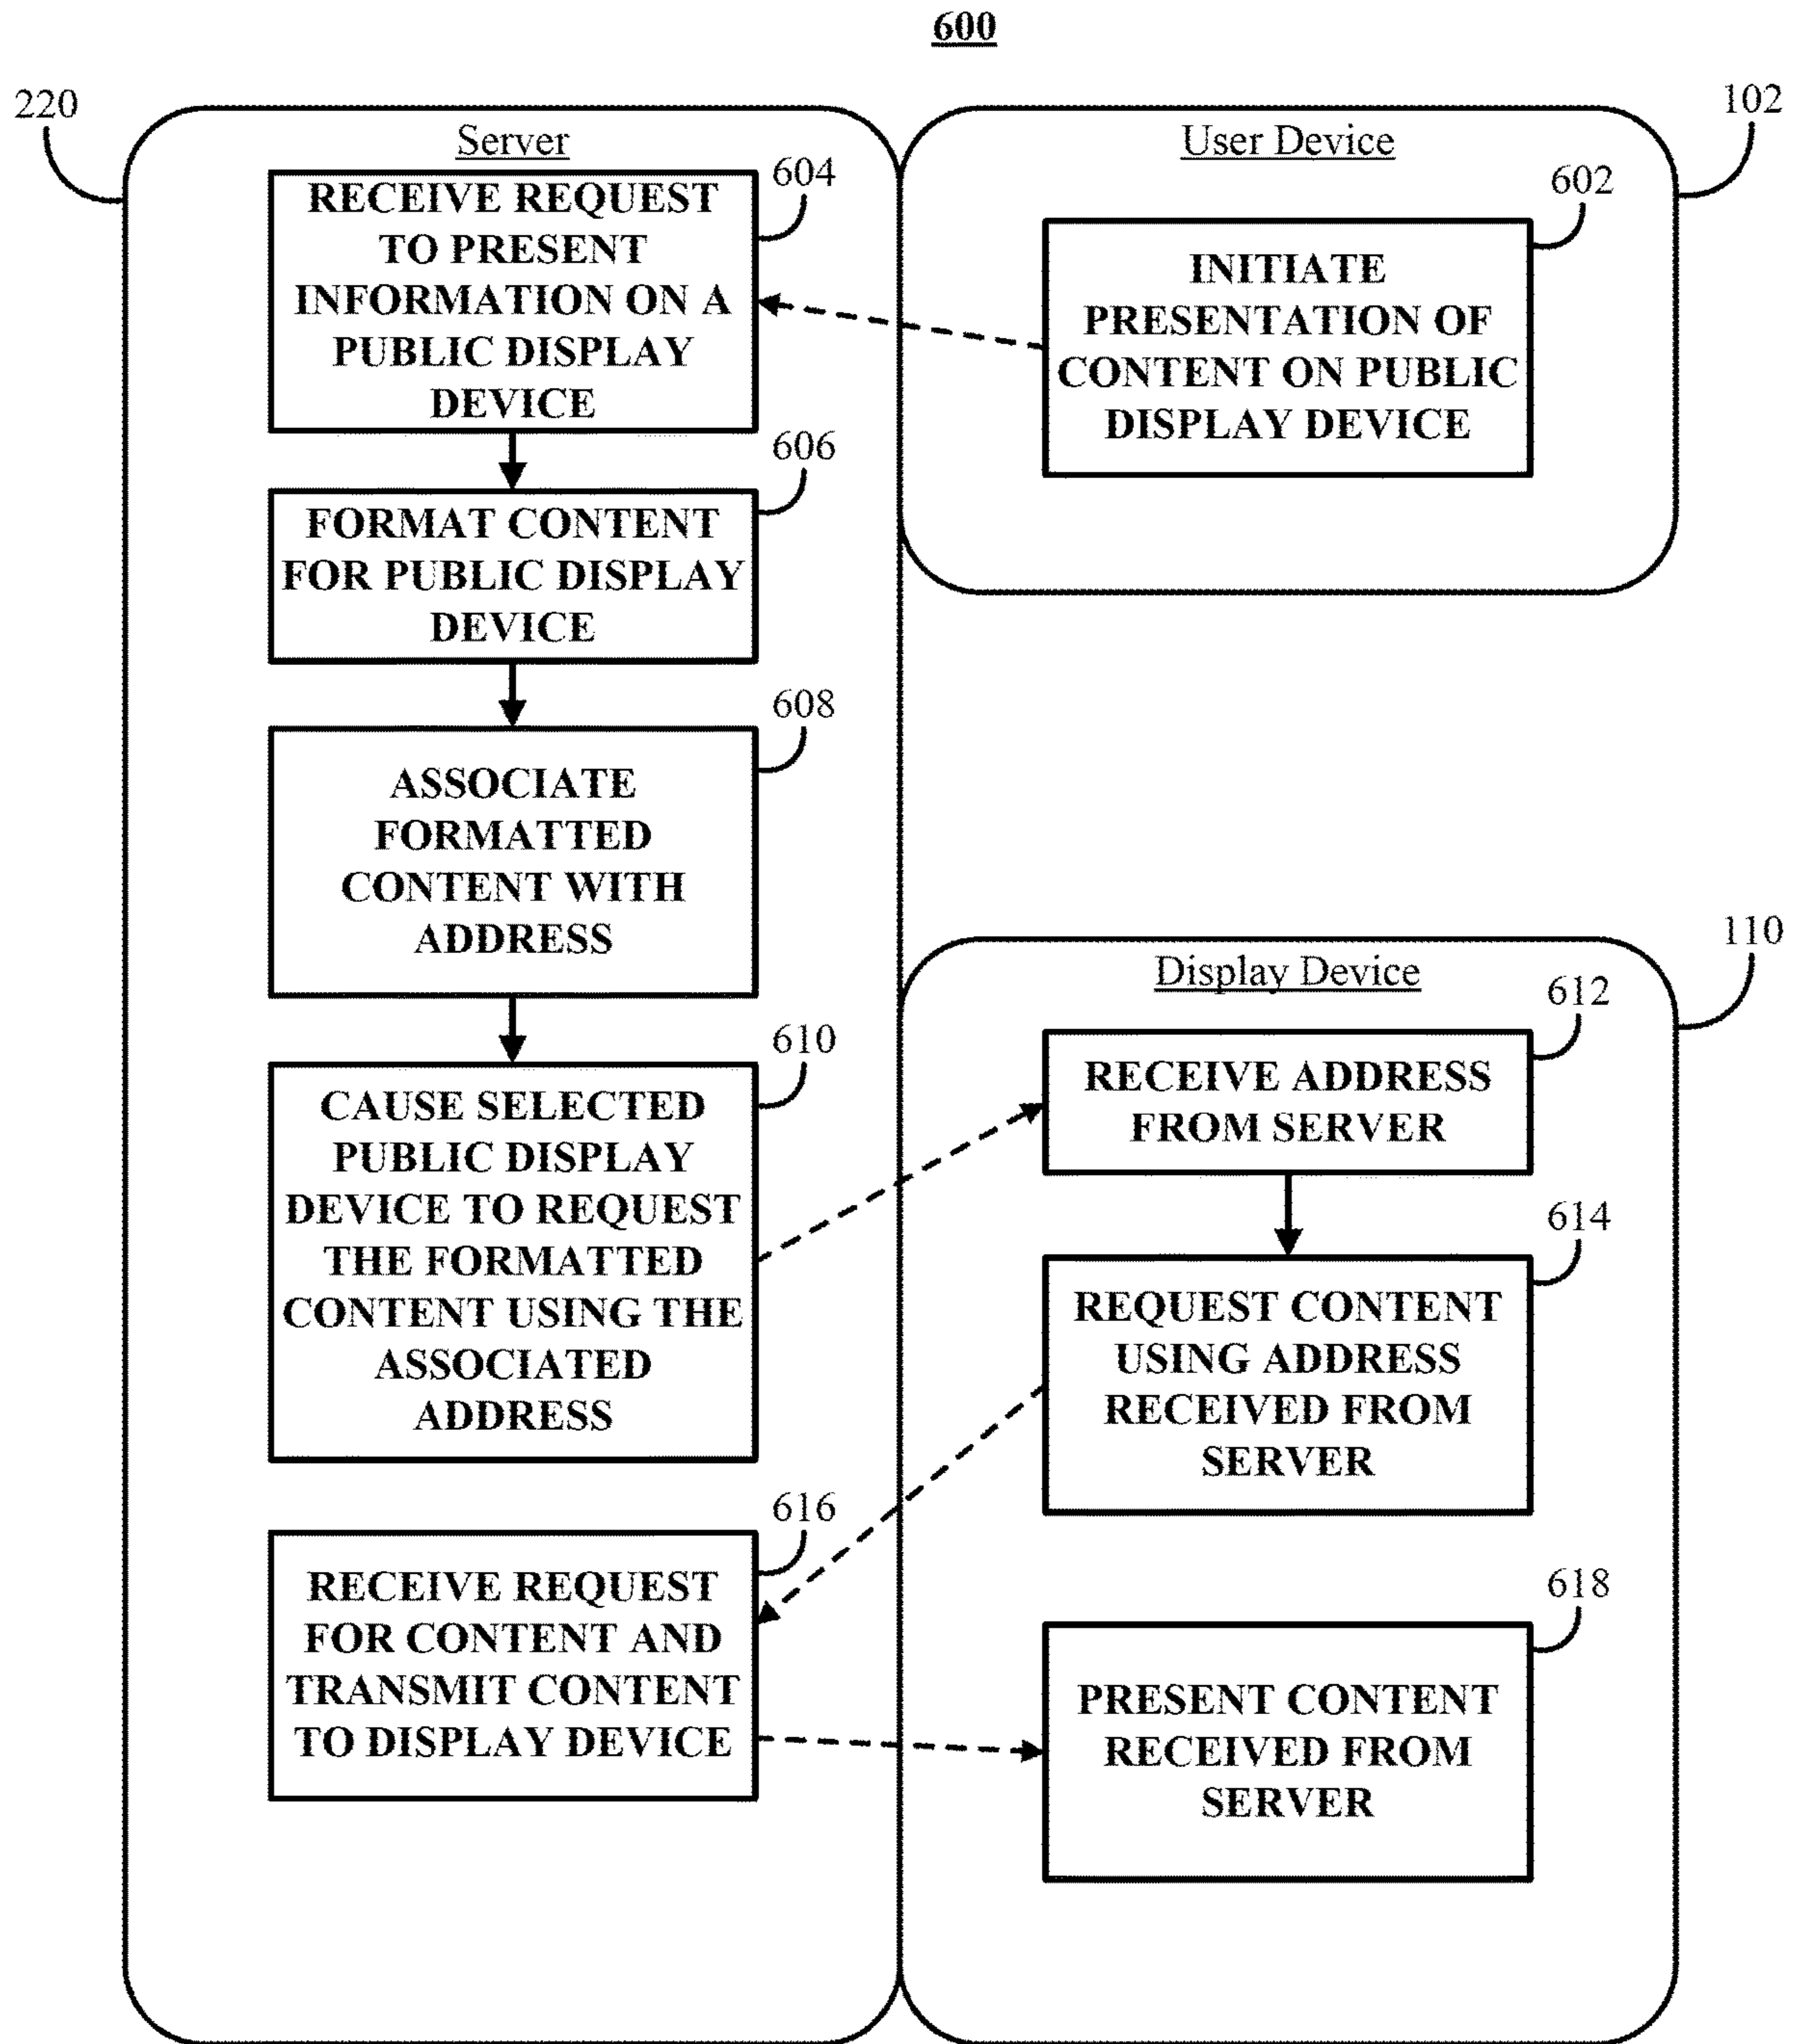 600
220
Server
604
RECEIVE REQUEST
TO PRESENT
INFORMATION ON A
PUBLIC DISPLAY
DEVICE
606
FORMAT CONTENT
FOR PUBLIC DISPLAY
DEVICE
608
ASSOCIATE
FORMATTED
CONTENT WITH
ADDRESS
610
CAUSE SELECTED
PUBLIC DISPLAY
DEVICE TO REQUEST
THE FORMATTED
CONTENT USING THE
ASSOCIATED
ADDRESS
616
RECEIVE REQUEST
FOR CONTENT AND
TRANSMIT CONTENT
TO DISPLAY DEVICE
User Device
102
602
INITIATE
PRESENTATION OF
CONTENT ON PUBLIC
DISPLAY DEVICE
110
Display Device
612
RECEIVE ADDRESS
FROM SERVER
614
REQUEST CONTENT
USING ADDRESS
RECEIVED FROM
SERVER
618
PRESENT CONTENT
RECEIVED FROM
SERVER